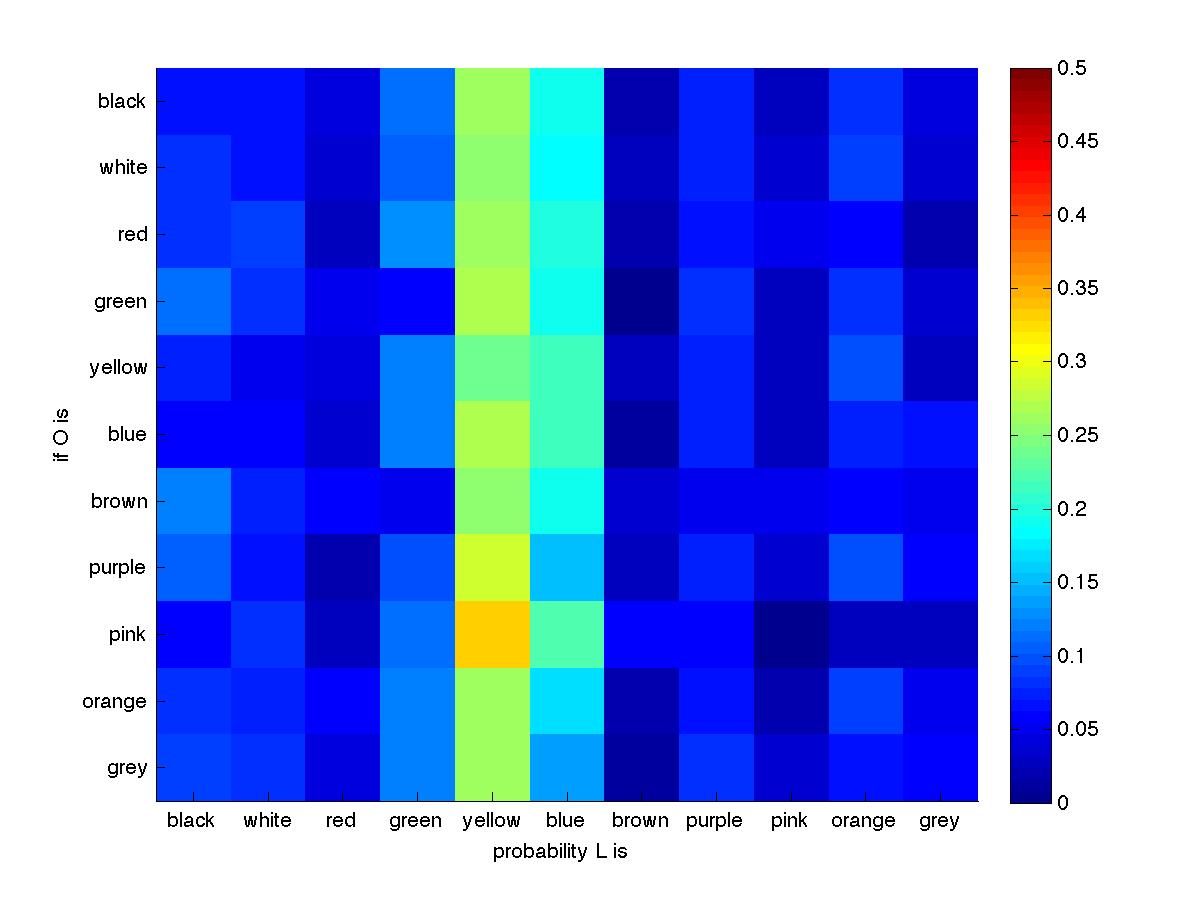 black
white
red
green
yellow
blue
brown
purple
pink
orange
grey
if O is
black white red green yellow blue brown purple pink orange grey
probability L is
0.5
0.45
0.4
0.35
0.3
0.25
0.2
0.15
0.1
0.05
0